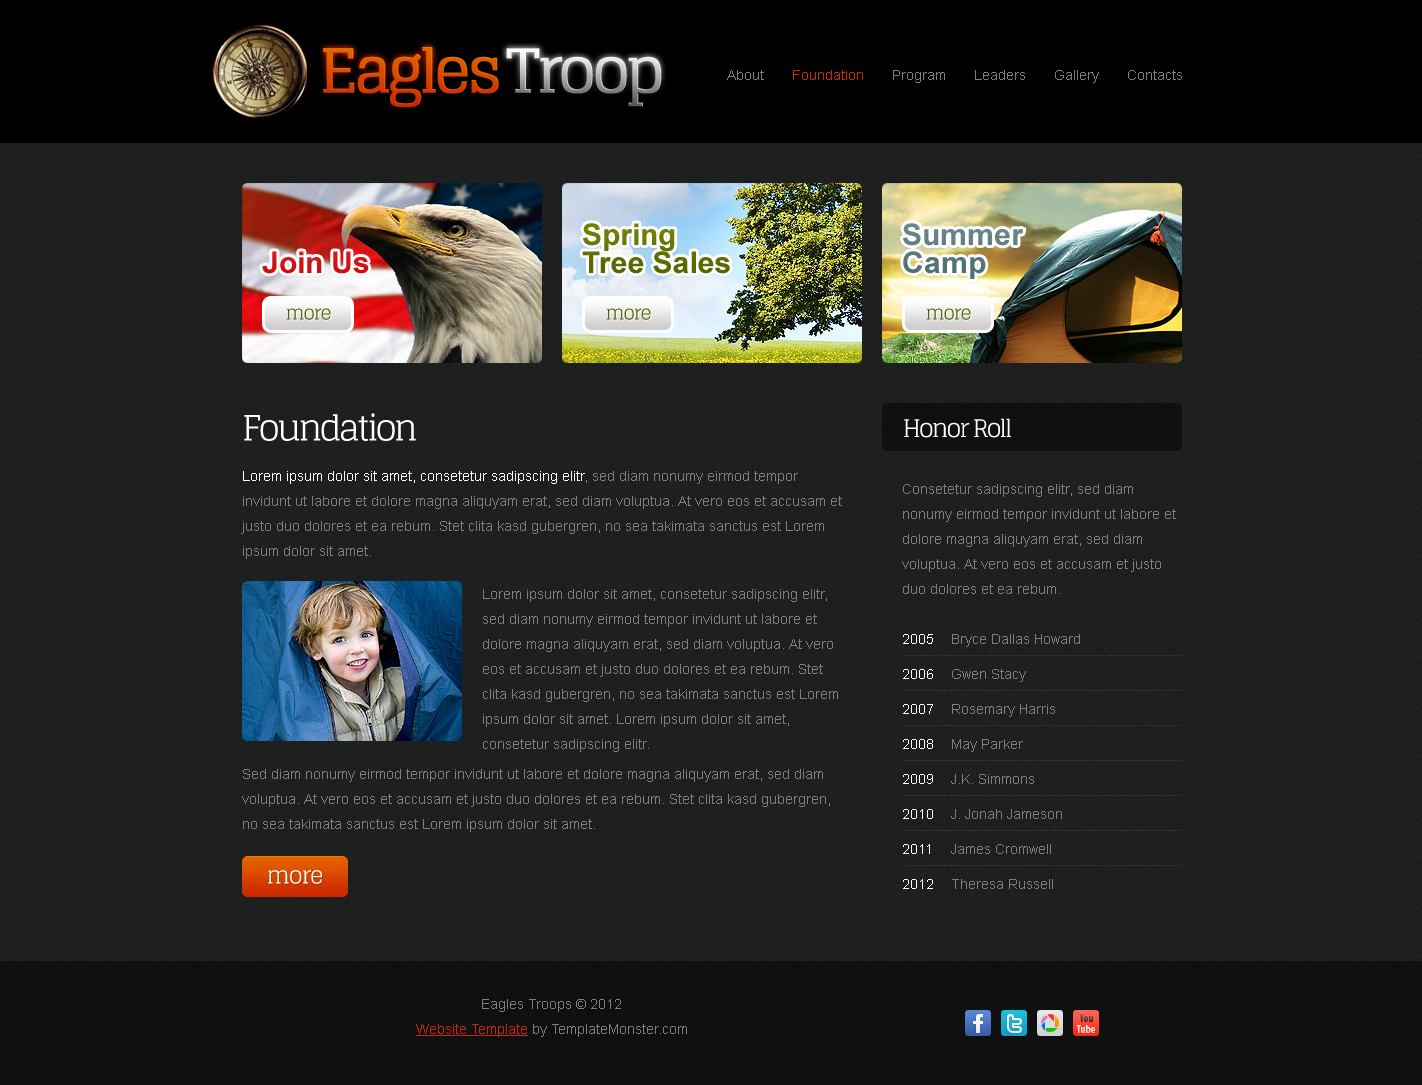 Eagles Troop
About Foundation Program Leaders Gallery Contacts
Join Us
more
Spring
Tree Sales
more
Summer
Camp
more
Foundation
Lorem ipsum dolor sit amet, consetetur sadipscing elitr, sed diam nonumy eirmod tempor
invidunt ut labore et dolore magna aliquyam erat, sed diam voluptua. At vero eos et accusam et
justo duo dolores et ea rebum. Stet clita kasd gubergren, no sea takimata sanctus est Lorem
ipsum dolor sit amet.
Lorem ipsum dolor sit amet, consetetur sadipscing elitr,
sed diam nonumy eirmod tempor invidunt ut labore et
dolore magna aliquyam erat, sed diam voluptua. At vero
eos et accusam et justo duo dolores et ea rebum. Stet
clita kasd gubergren, no sea takimata sanctus est Lorem
ipsum dolor sit amet. Lorem ipsum dolor sit amet,
consetetur sadipscing elitr.
Sed diam nonumy eirmod tempor invidunt ut labore et dolore magna aliquyam erat, sed diam
voluptua. At vero eos et accusam et justo duo dolores et ea rebum. Stet clita kasd gubergren,
no sea takimata sanctus est Lorem ipsum dolor sit amet.
more
Honor Roll
Consetetur sadipscing elitr, sed diam
nonumy eirmod tempor invidunt ut labore et
dolore magna aliquyam erat, sed diam
voluptua. At vero eos et accusam et justo
duo dolores et ea rebum.
2005 Bryce Dallas Howard
2006 Gwen Stacy
2007 Rosemary Harris
2008 May Parker
2009 J.K. Simmons
2010 J. Jonah Jameson
2011 James Cromwell
2012 Theresa Russell
Eagles Troops © 2012
Website Template by TemplateMonster.com
You
Tube